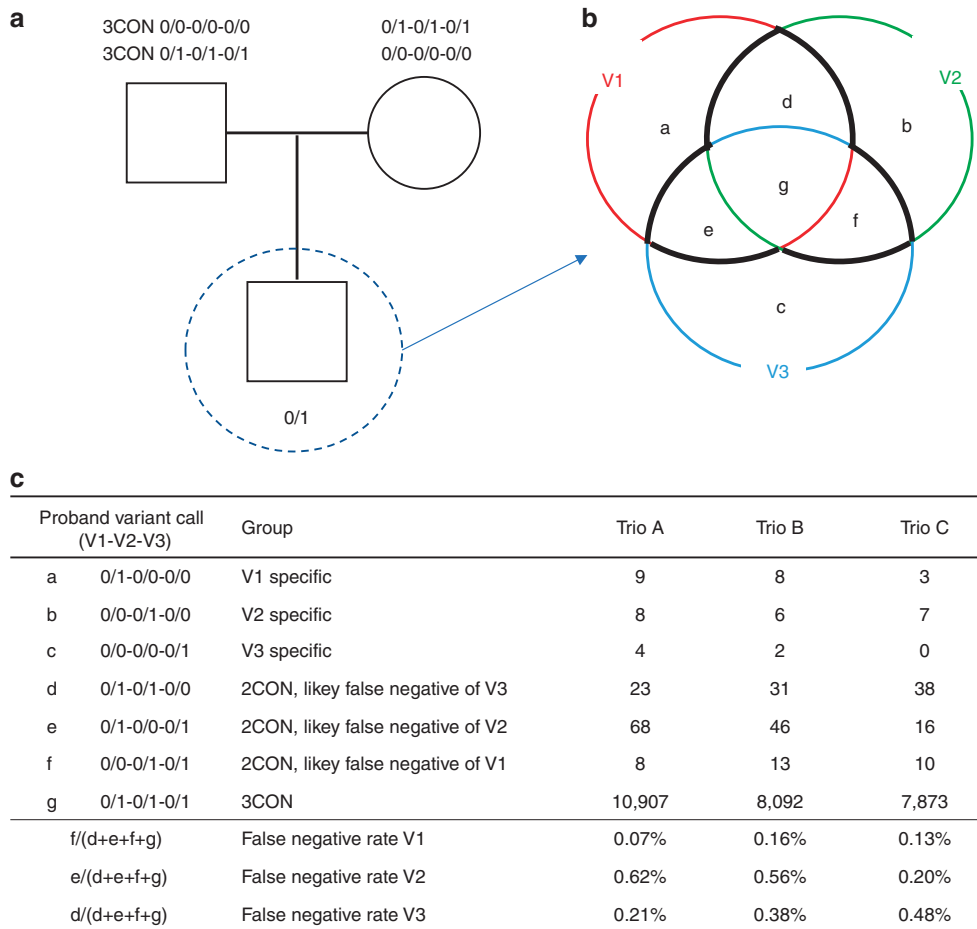 a
3CON 0/0-0/0-0/0
3CON 0/1-0/1-0/1
0/1-0/1-0/1
0/0-0/0-0/0
0/1
b
V1
V2
d
a
b
g
e
f
c
V3
c
Proband variant call (V1-V2-V3) Group Trio A Trio B Trio C
a 0/1-0/0-0/0 V1 specific 9 8 3
b 0/0-0/1-0/0 V2 specific 8 6 7
c 0/0-0/0-0/1 V3 specific 4 2 0
d 0/1-0/1-0/0 2CON, likey false negative of V3 23 31 38
e 0/1-0/0-0/1 2CON, likey false negative of V2 68 46 16
f 0/0-0/1-0/1 2CON, likey false negative of V1 8 13 10
g 0/1-0/1-0/1 3CON 10,907 8,092 7,873
f/(d+e+f+g) False negative rate V1 0.07% 0.16% 0.13%
e/(d+e+f+g) False negative rate V2 0.62% 0.56% 0.20%
d/(d+e+f+g) False negative rate V3 0.21% 0.38% 0.48%